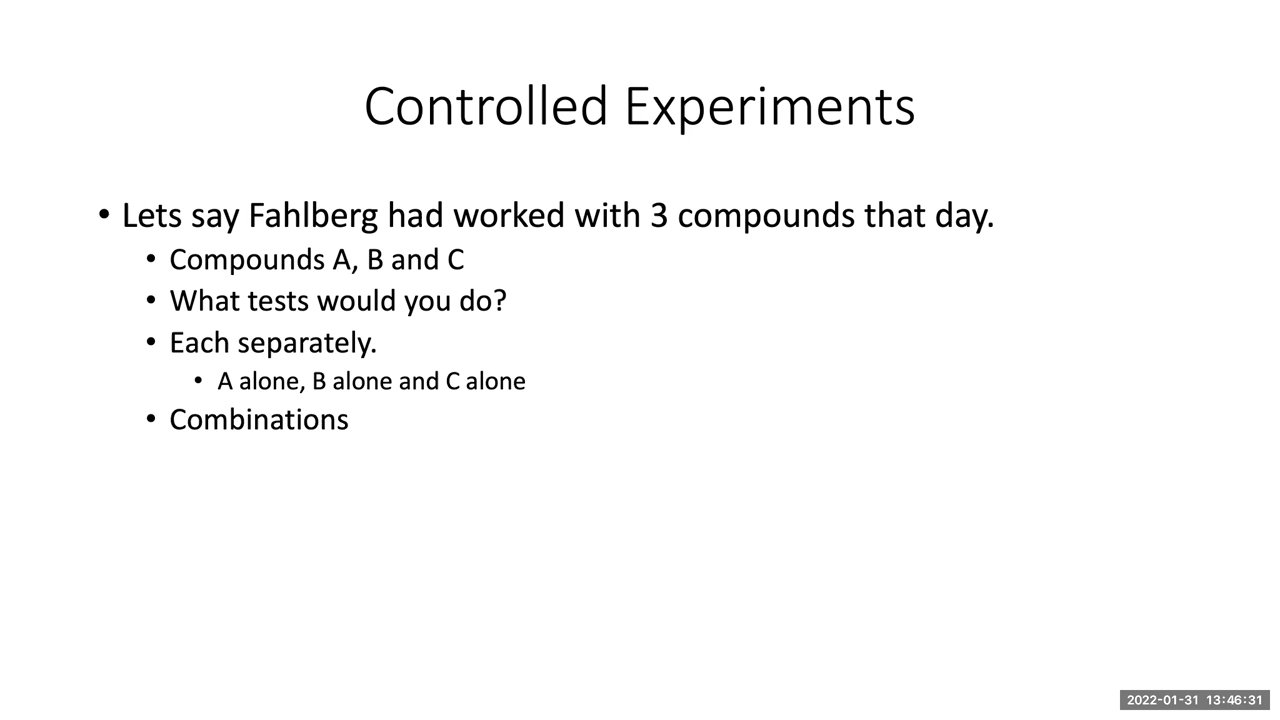 Controlled Experiments
• Lets say Fahlberg had worked with 3 compounds that day.
• Compounds A, B and C
• What tests would you do?
• Each separately.
• A alone, B alone and C alone
• Combinations
2022-01-31 13:46:31